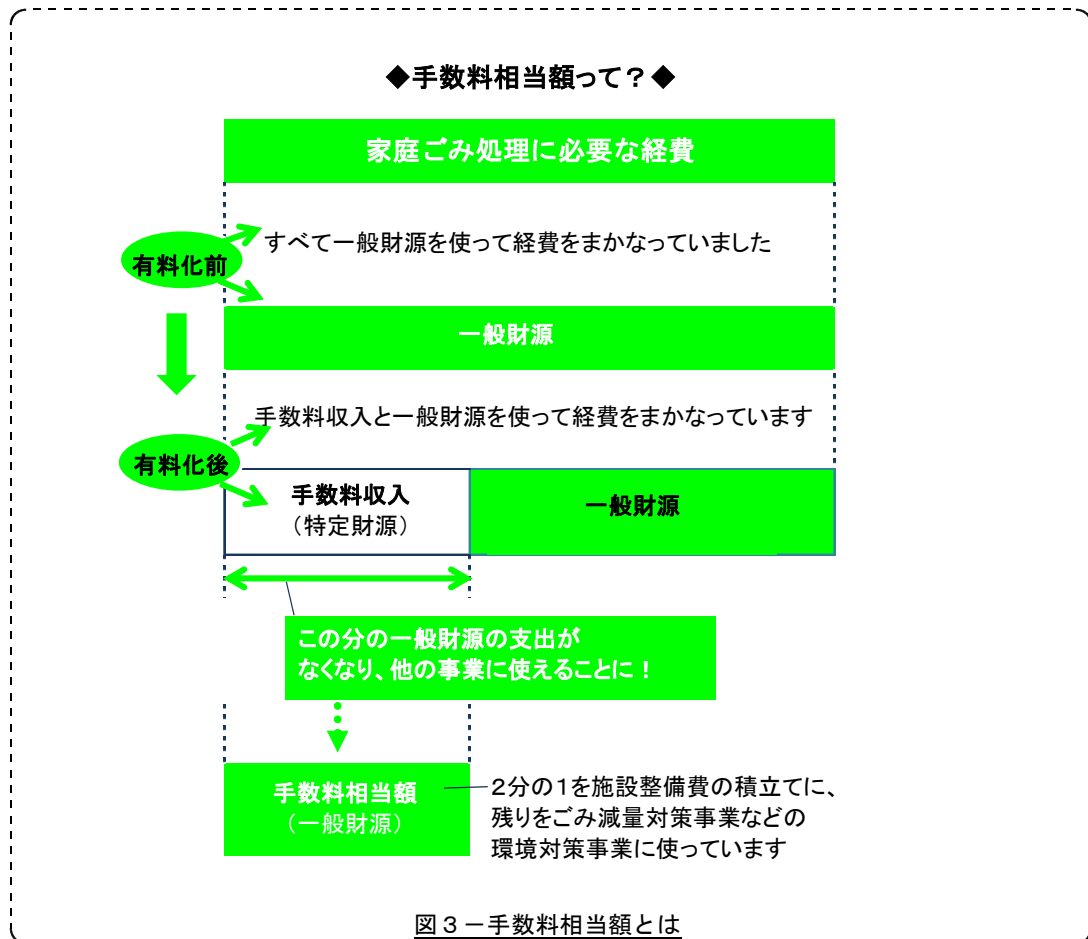 ◆手数料相当額って？◆
家庭ごみ処理に必要な経費
すべて一般財源を使って経費をまかなっていました
有料化前
一般財源
手数料収入と一般財源を使って経費をまかなっています
有料化後
手数料収入
（特定財源）
一般財源
この分の一般財源の支出が
なくなり、他の事業に使えることに！
手数料相当額
（一般財源）
２分の１を施設整備費の積立てに、
残りをごみ減量対策事業などの
環境対策事業に使っています
図３－手数料相当額とは